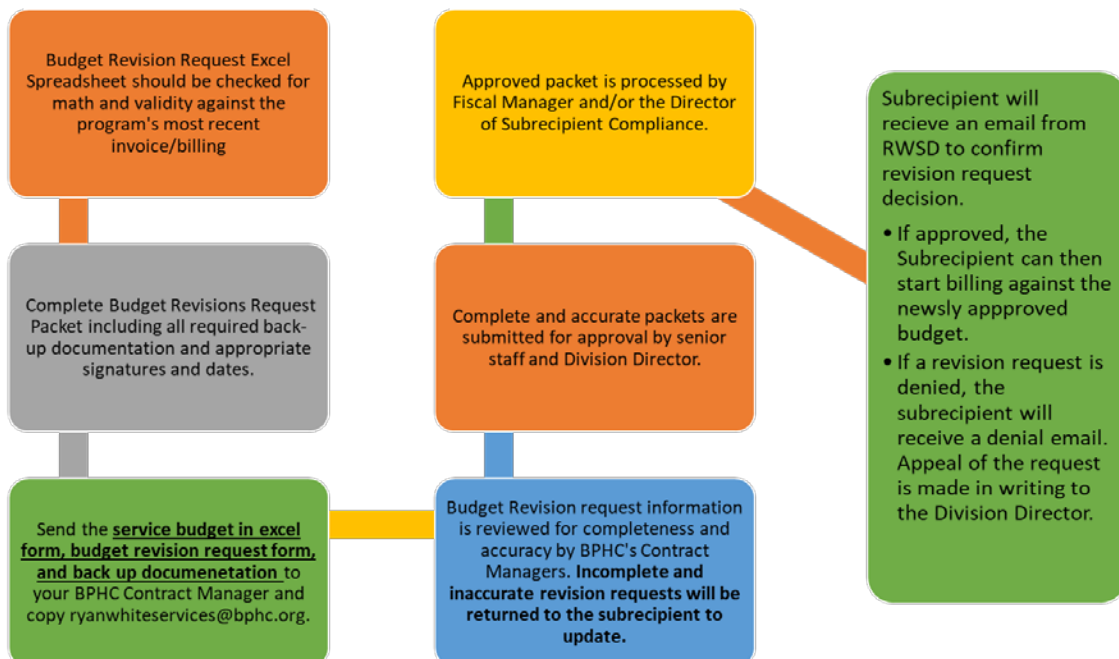 Budget Revision Request Excel
Spreadsheet should be checked for
math and validity against the
program's most recent
invoice/billing
Complete Budget Revisions Request
Packet including all required back-
up documentation and appropriate
signatures and dates.
Send the service budget in excel
form, budget revision request form,
and back up documenetation to
your BPHC Contract Manager and
copy ryanwhiteservices@bphc.org.
Budget Revision request information
is reviewed for completeness and
accuracy by BPHC's Contract
Managers. Incomplete and
inaccurate revision requests will be
returned to the subrecipient to
update.
Complete and accurate packets are
submitted for approval by senior
staff and Division Director.
Approved packet is processed by
Fiscal Manager and/or the Director
of Subrecipient Compliance.
Subrecipient will
recieve an email from
RWSD to confirm
revision request
decision.
• If approved, the
Subrecipient can then
start billing against the
newly appproved
budget.
• If a revision request is
denied, the
subrecipient will
receive a denial email.
Appeal of the request
is made in writing to
the Division Director.